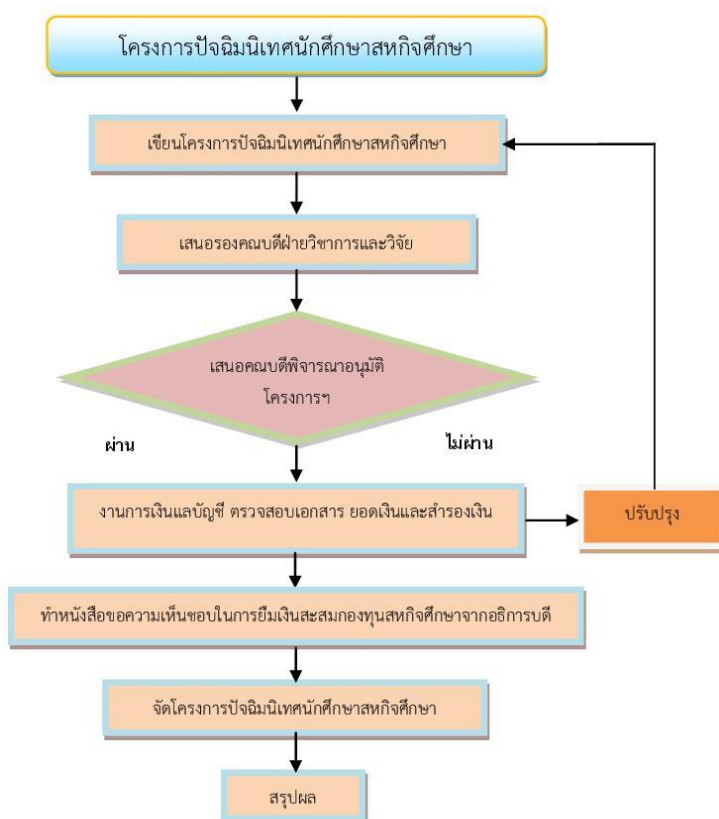 โครงการปัจฉิมนิเทศนักศึกษาสหกิจศึกษา
เขียนโครงการปัจฉิมนิเทศนักศึกษาสหกิจศึกษา
เสนอรองคณบดีฝ่ายวิชาการและวิจัย
เสนอคณบดีพิจารณาอนุมัติ
โครงการฯ
ผ่าน
ไม่ผ่าน
งานการเงินแลบัญชี ตรวจสอบเอกสาร ยอดเงินและสำรองเงิน
ปรับปรุง
ทำหนังสือขอความเห็นชอบในการยืมเงินสะสมกองทุนสหกิจศึกษาจากอธิการบดี
จัดโครงการปัจฉิมนิเทศนักศึกษาสหกิจศึกษา
สรุปผล